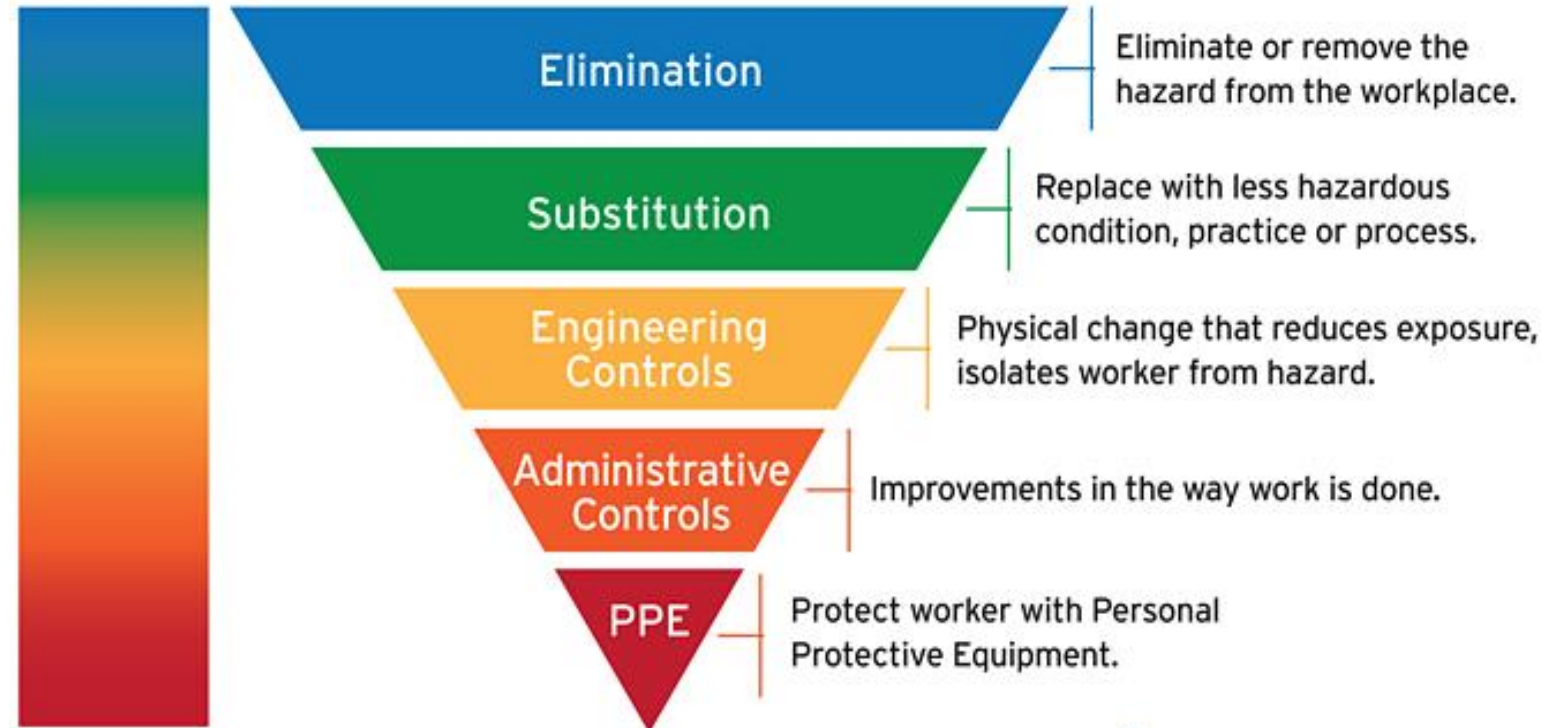 Elimination
Eliminate or remove the
hazard from the workplace.
Substitution
Replace with less hazardous
condition, practice or process.
Engineering
Controls
Physical change that reduces exposure,
isolates worker from hazard.
Administrative
Controls
Improvements in the way work is done.
PPE
Protect worker with Personal
Protective Equipment.